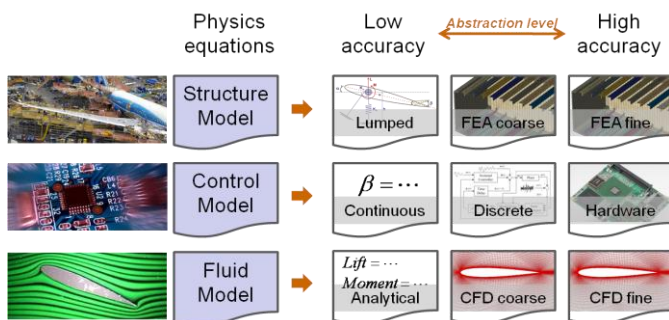 Physics
equations
Low
accuracy
Abstraction level
High
accuracy
Structure
Model
Lumped
FEA coarse
FEA fine
Control
Model
β = ···
Continuous
Discrete
Hardware
Fluid
Model
Lift = ···
Moment = ···
Analytical
CFD coarse
CFD fine